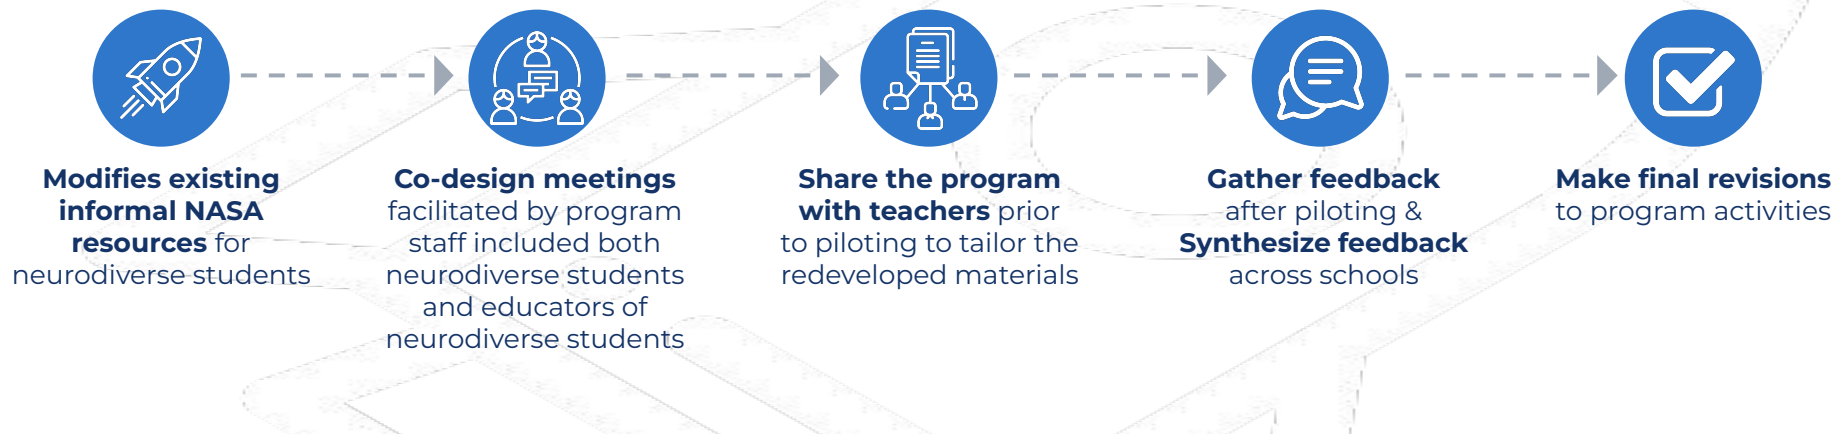 Modifies existing
informal NASA
resources for
neurodiverse students
Co-design meetings
facilitated by program
staff included both
neurodiverse students
and educators of
neurodiverse students
Share the program
with teachers prior
to piloting to tailor the
redeveloped materials
Gather feedback
after piloting &
Synthesize feedback
across schools
Make final revisions
to program activities